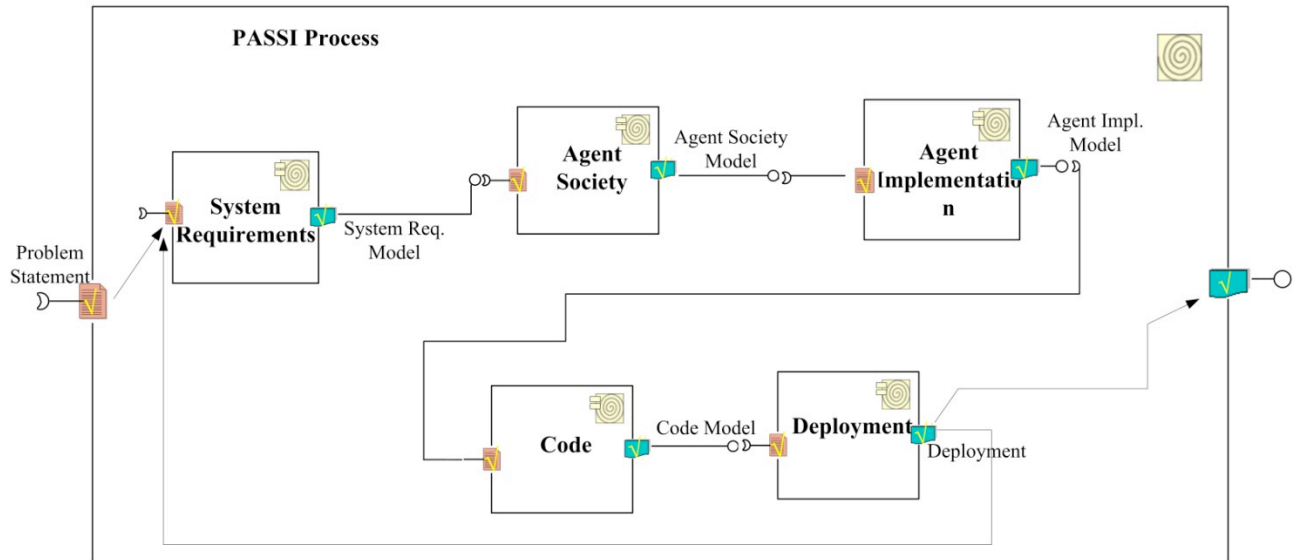 PASSI Process
System
Requirements
Problem
Statement
System Req.
Model
Agent
Society
Agent Society
Model
Agent
Implementatio
n
Agent Impl.
Model
Code
Code Model
Deployment
Deployment